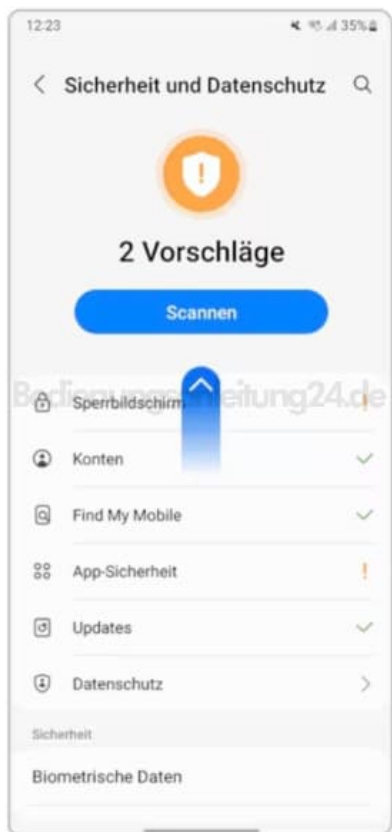 12:23 35%
Sicherheit und Datenschutz
2 Vorschläge
Scannen
Bedienungsanleitung24.de
Sperrbildschirm
Konten
Find My Mobile
App-Sicherheit
Updates
Datenschutz
Sicherheit
Biometrische Daten